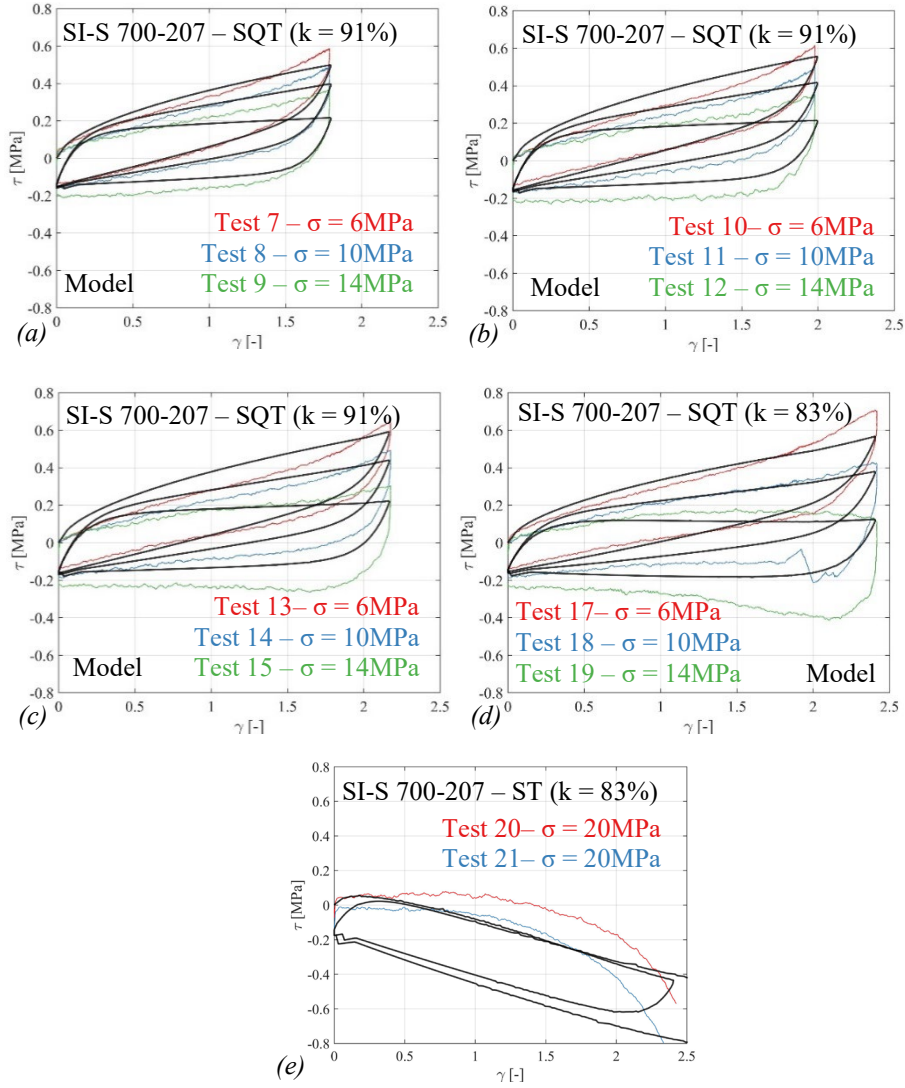 SI-S 700-207 – SQT (k = 91%)
0.8
0.6
0.4
0.2
0
-0.2
-0.4
-0.6
-0.8
τ [MPa]
Test 7 – σ = 6MPa
Test 8 – σ = 10MPa
Test 9 – σ = 14MPa
Model
0 0.5 1 1.5 2 2.5
γ [-]
(a)
SI-S 700-207 – SQT (k = 91%)
0.8
0.6
0.4
0.2
0
-0.2
-0.4
-0.6
-0.8
τ [MPa]
Test 10– σ = 6MPa
Test 11 – σ = 10MPa
Test 12 – σ = 14MPa
Model
0 0.5 1 1.5 2 2.5
γ [-]
(b)
SI-S 700-207 – SQT (k = 91%)
0.8
0.6
0.4
0.2
0
-0.2
-0.4
-0.6
-0.8
τ [MPa]
Test 13– σ = 6MPa
Test 14 – σ = 10MPa
Test 15 – σ = 14MPa
Model
0 0.5 1 1.5 2 2.5
γ [-]
(c)
SI-S 700-207 – SQT (k = 83%)
0.8
0.6
0.4
0.2
0
-0.2
-0.4
-0.6
-0.8
τ [MPa]
Test 17– σ = 6MPa
Test 18 – σ = 10MPa
Test 19 – σ = 14MPa
Model
0 0.5 1 1.5 2 2.5
γ [-]
(d)
SI-S 700-207 – ST (k = 83%)
0.8
0.6
0.4
0.2
0
-0.2
-0.4
-0.6
-0.8
τ [MPa]
Test 20– σ = 20MPa
Test 21– σ = 20MPa
0 0.5 1 1.5 2 2.5
γ [-]
(e)